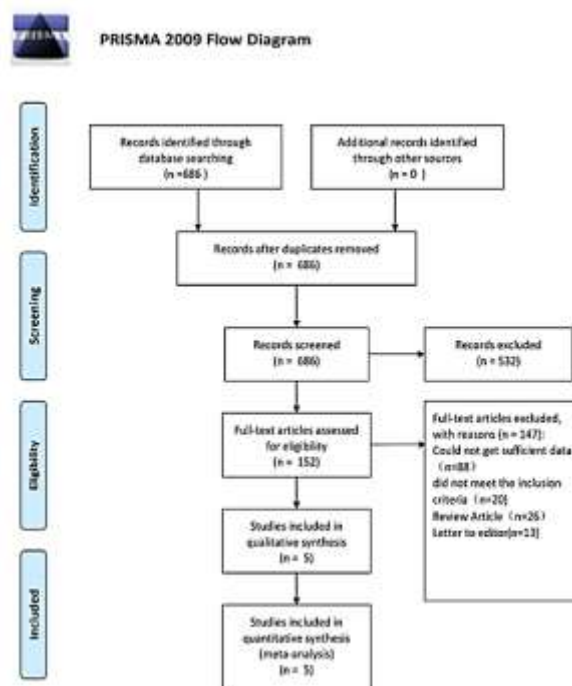 PRISMA 2009 Flow Diagram
Identification
Records identified through
database searching
(n =686 )
Additional records identified
through other sources
(n = 0 )
Records after duplicates removed
(n = 686)
Screening
Records screened
(n = 686)
Records excluded
(n = 532)
Eligibility
Full-text articles assessed
for eligibility
(n = 152)
Full-text articles excluded,
with reasons (n = 147):
Could not get sufficient data
（n=88）
did not meet the inclusion
criteria（n=20）
Review Article（n=26）
Letter to editor(n=13)
Studies included in
qualitative synthesis
(n = 5)
Included
Studies included in
quantitative synthesis
(meta-analysis)
(n = 5)